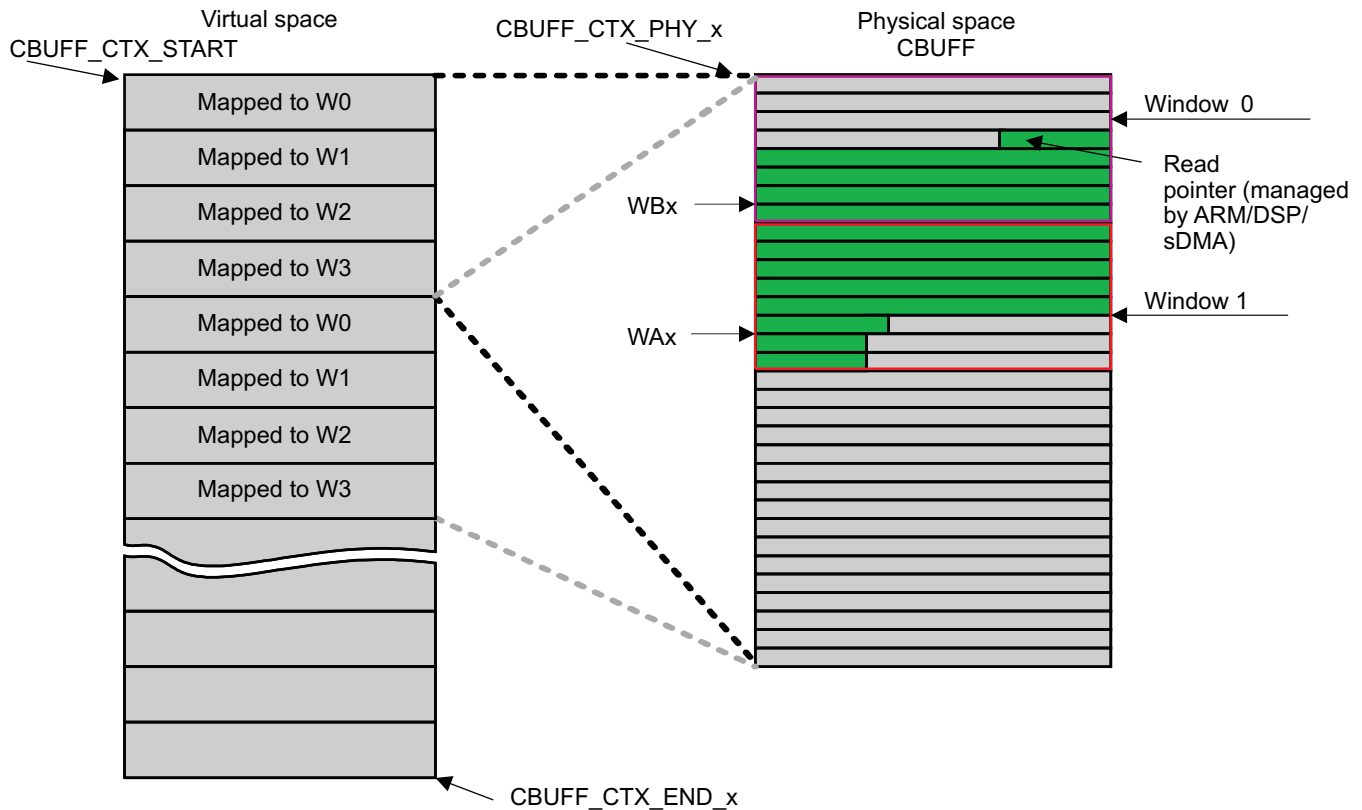 Virtual space
CBUFF_CTX_START
CBUFF_CTX_PHY_x
Physical space
CBUFF
Mapped to W0
Mapped to W1
Mapped to W2
Mapped to W3
Mapped to W0
Mapped to W1
Mapped to W2
Mapped to W3
WBx
WAx
Window 0
Read
pointer (managed
by ARM/DSP/
sDMA)
Window 1
CBUFF_CTX_END_x